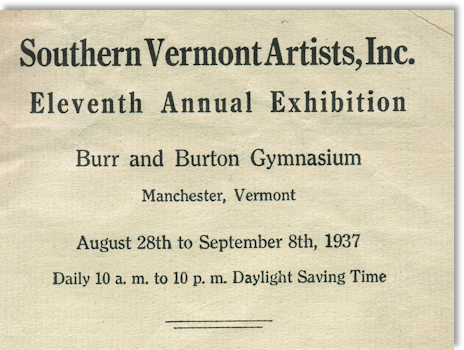 Southern Vermont Artists, Inc.
Eleventh Annual Exhibition
Burr and Burton Gymnasium
Manchester, Vermont
August 28th to September 8th, 1937
Daily 10 a. m. to 10 p. m. Daylight Saving Time